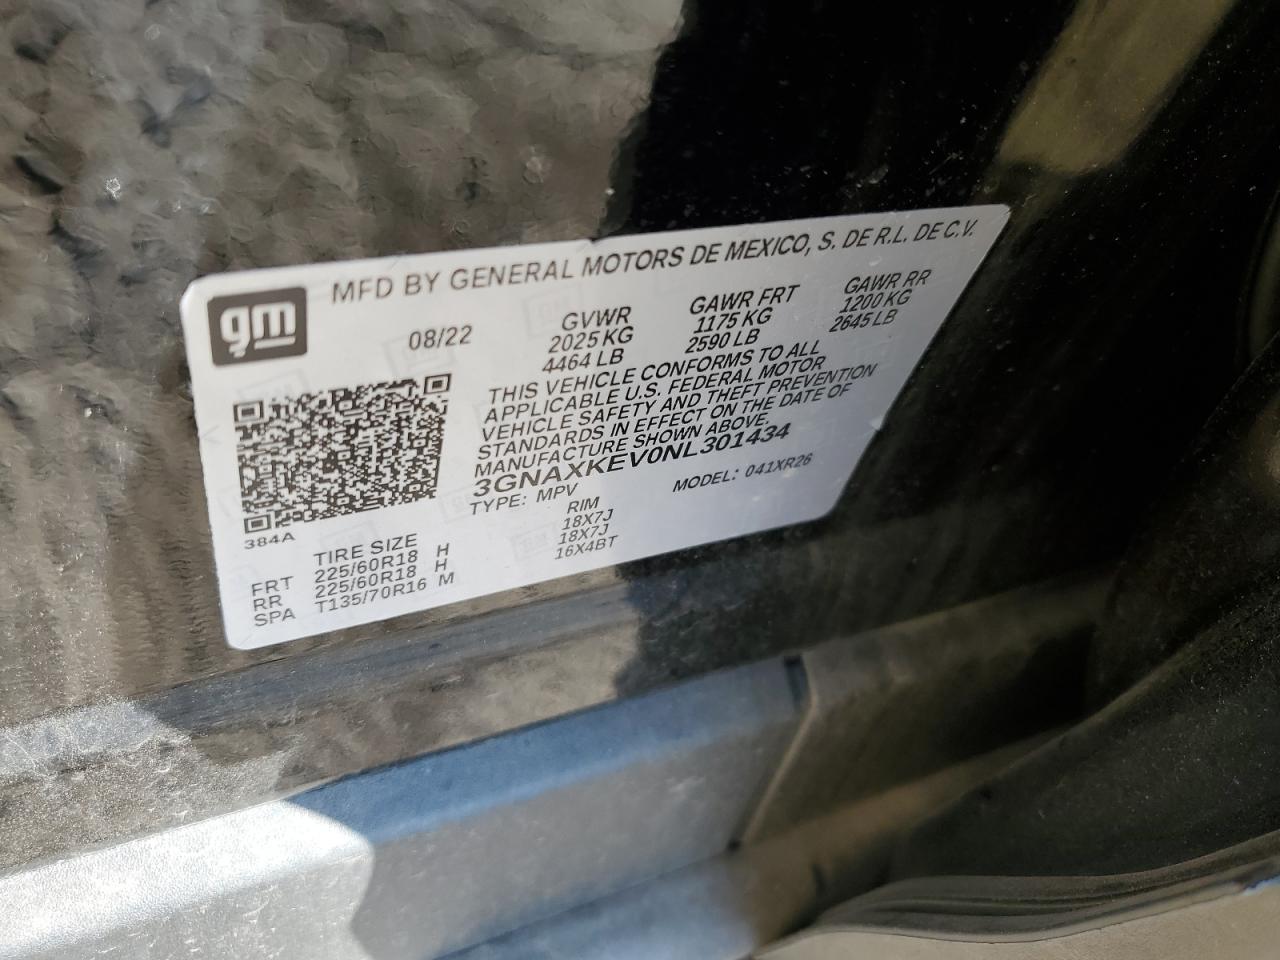 MFD BY GENERAL MOTORS DE MEXICO, S. DE R.L. DE C.V.
gm
08/22
GVWR GAWR FRT GAWR RR
2025 KG 1175 KG 1200 KG
4464 LB 2590 LB 2645 LB
THIS VEHICLE CONFORMS TO ALL
APPLICABLE U.S. FEDERAL MOTOR
VEHICLE SAFETY AND THEFT PREVENTION
STANDARDS IN EFFECT ON THE DATE OF
MANUFACTURE SHOWN ABOVE.
3GNAXKEV0NL301434
TYPE: MPV MODEL: 041XR26
384A
TIRE SIZE RIM
FRT 225/60R18 H 18X7J
RR 225/60R18 H 18X7J
SPA T135/70R16 M 16X4BT